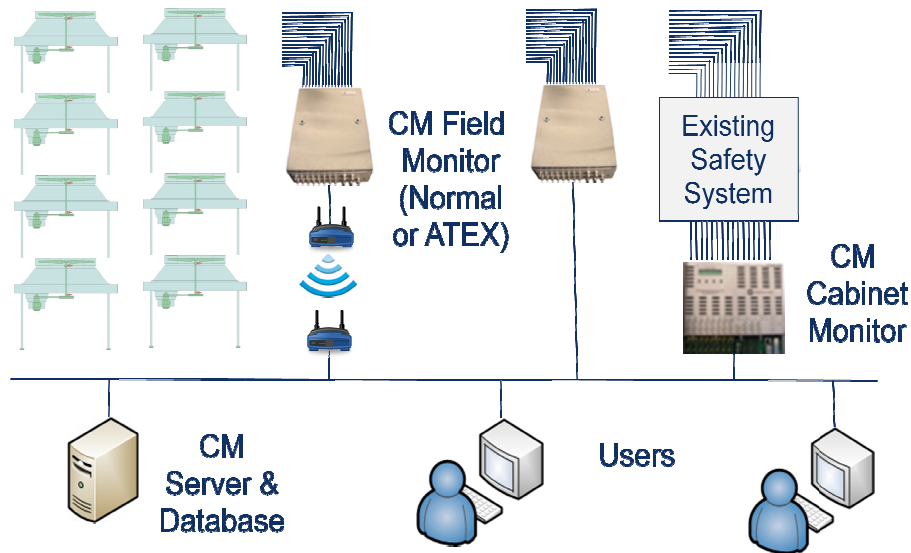 CM Field
Monitor
(Normal
or ATEX)
Existing
Safety
System
CM
Cabinet
Monitor
CM
Server &
Database
Users